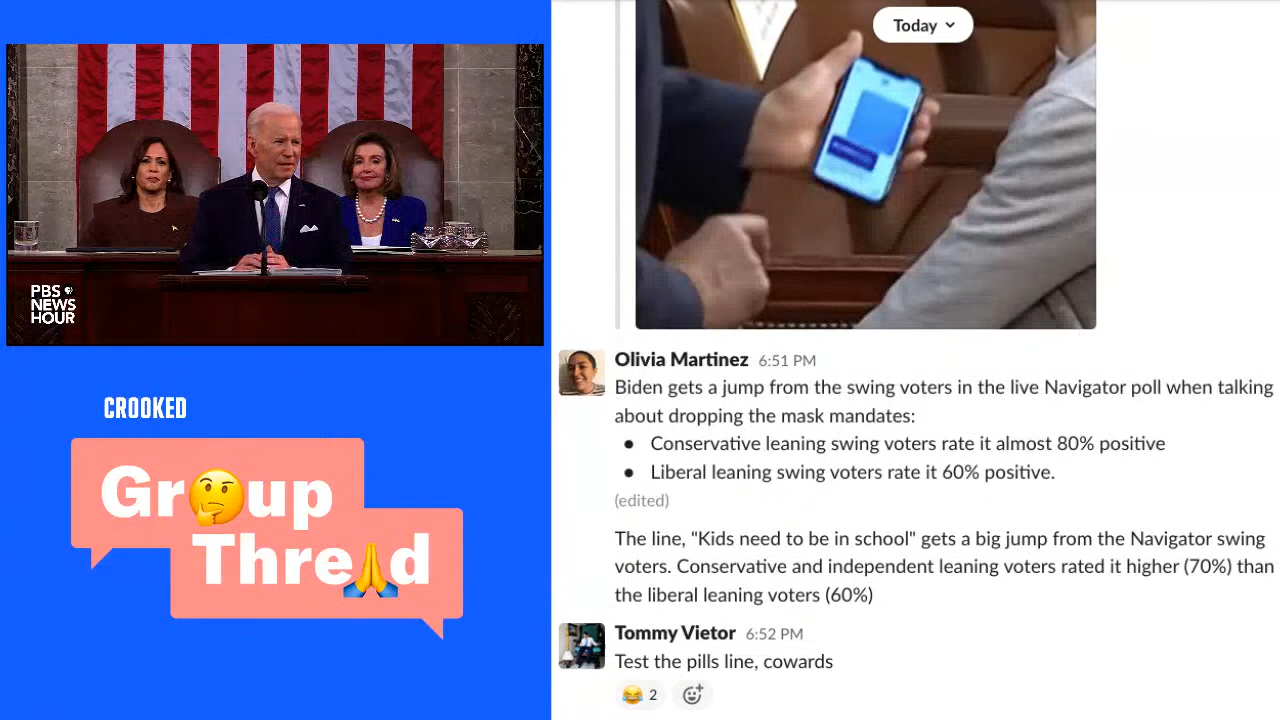 PBS
NEWS
HOUR
CROOKED
Gr🤔up
Thre🙏d
Today
Olivia Martinez 6:51 PM
Biden gets a jump from the swing voters in the live Navigator poll when talking
about dropping the mask mandates:
● Conservative leaning swing voters rate it almost 80% positive
● Liberal leaning swing voters rate it 60% positive.
(edited)
The line, "Kids need to be in school" gets a big jump from the Navigator swing
voters. Conservative and independent leaning voters rated it higher (70%) than
the liberal leaning voters (60%)
Tommy Vietor 6:52 PM
Test the pills line, cowards
😂 2